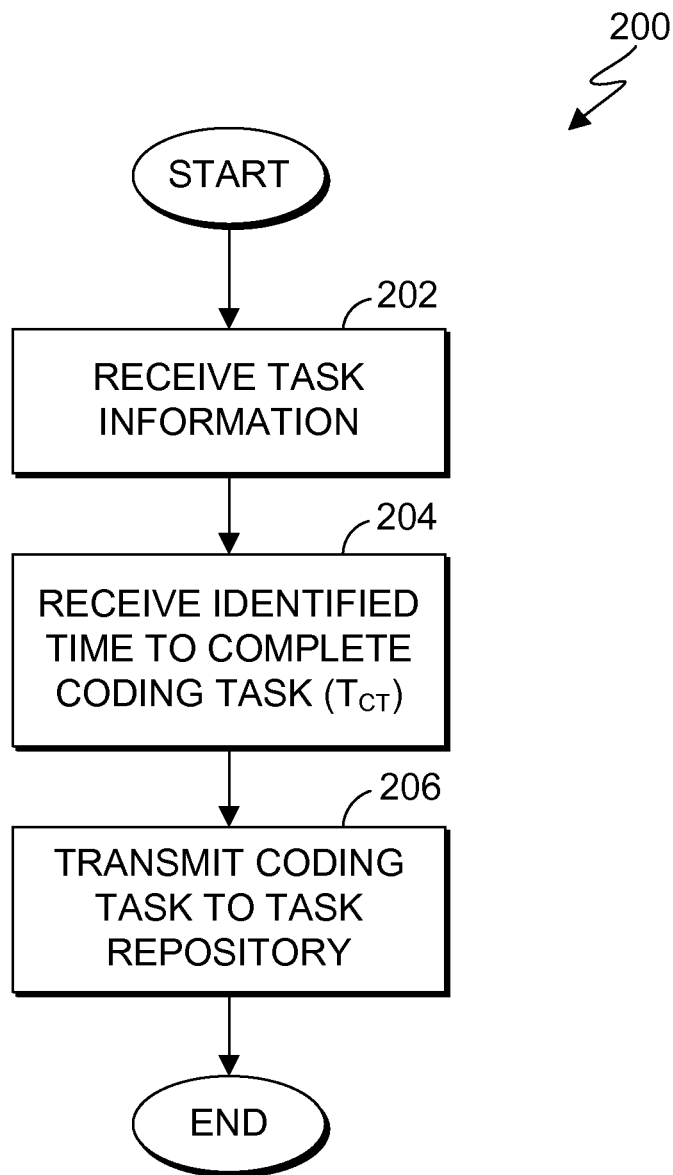 200
START
202
RECEIVE TASK
INFORMATION
204
RECEIVE IDENTIFIED
TIME TO COMPLETE
CODING TASK (TCT)
206
TRANSMIT CODING
TASK TO TASK
REPOSITORY
END